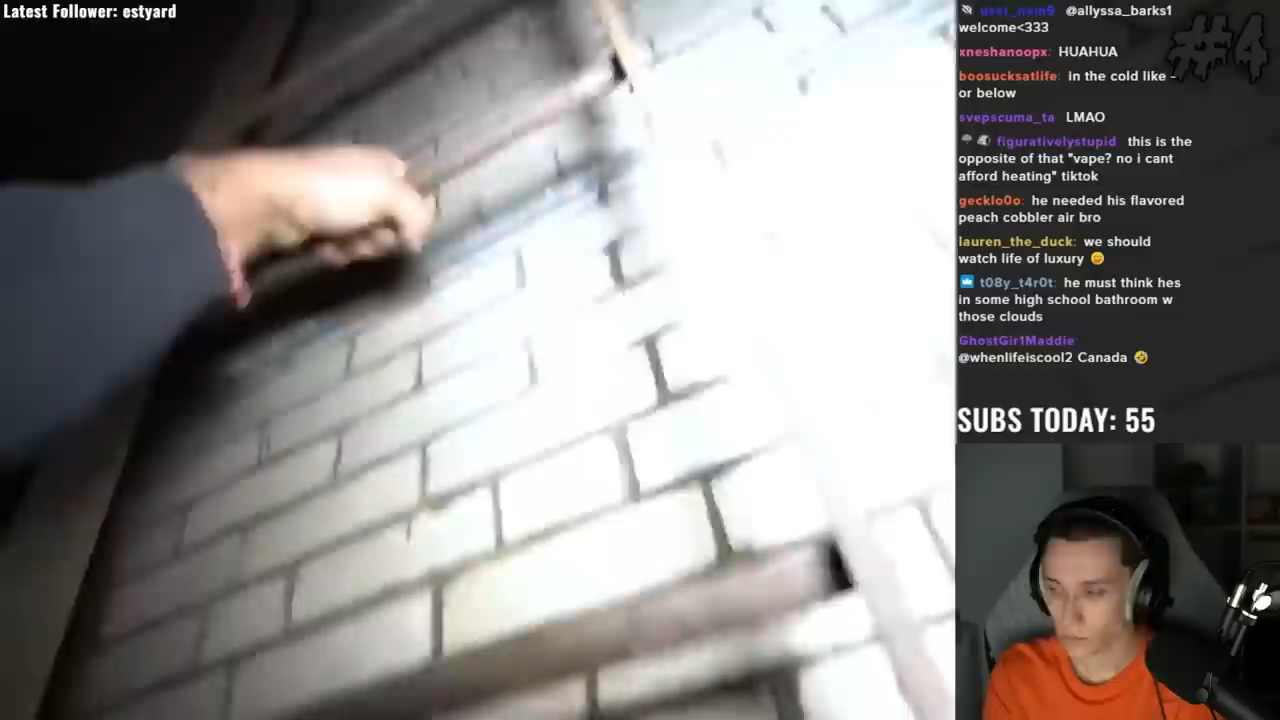 Latest Follower: estyard
user_nwm9 @allyssa_barks1
welcome<333
#4
xneshanoopx: HUAHUA
boosucksatlife: in the cold like -
or below
svepscuma_ta LMAO
figurativelystupid this is the
opposite of that "vape? no i cant
afford heating" tiktok
gecklo0o: he needed his flavored
peach cobbler air bro
lauren_the_duck: we should
watch life of luxury
t08y_t4r0t: he must think hes
in some high school bathroom w
those clouds
GhostGir1Maddie
@whenlifeiscool2 Canada
SUBS TODAY: 55